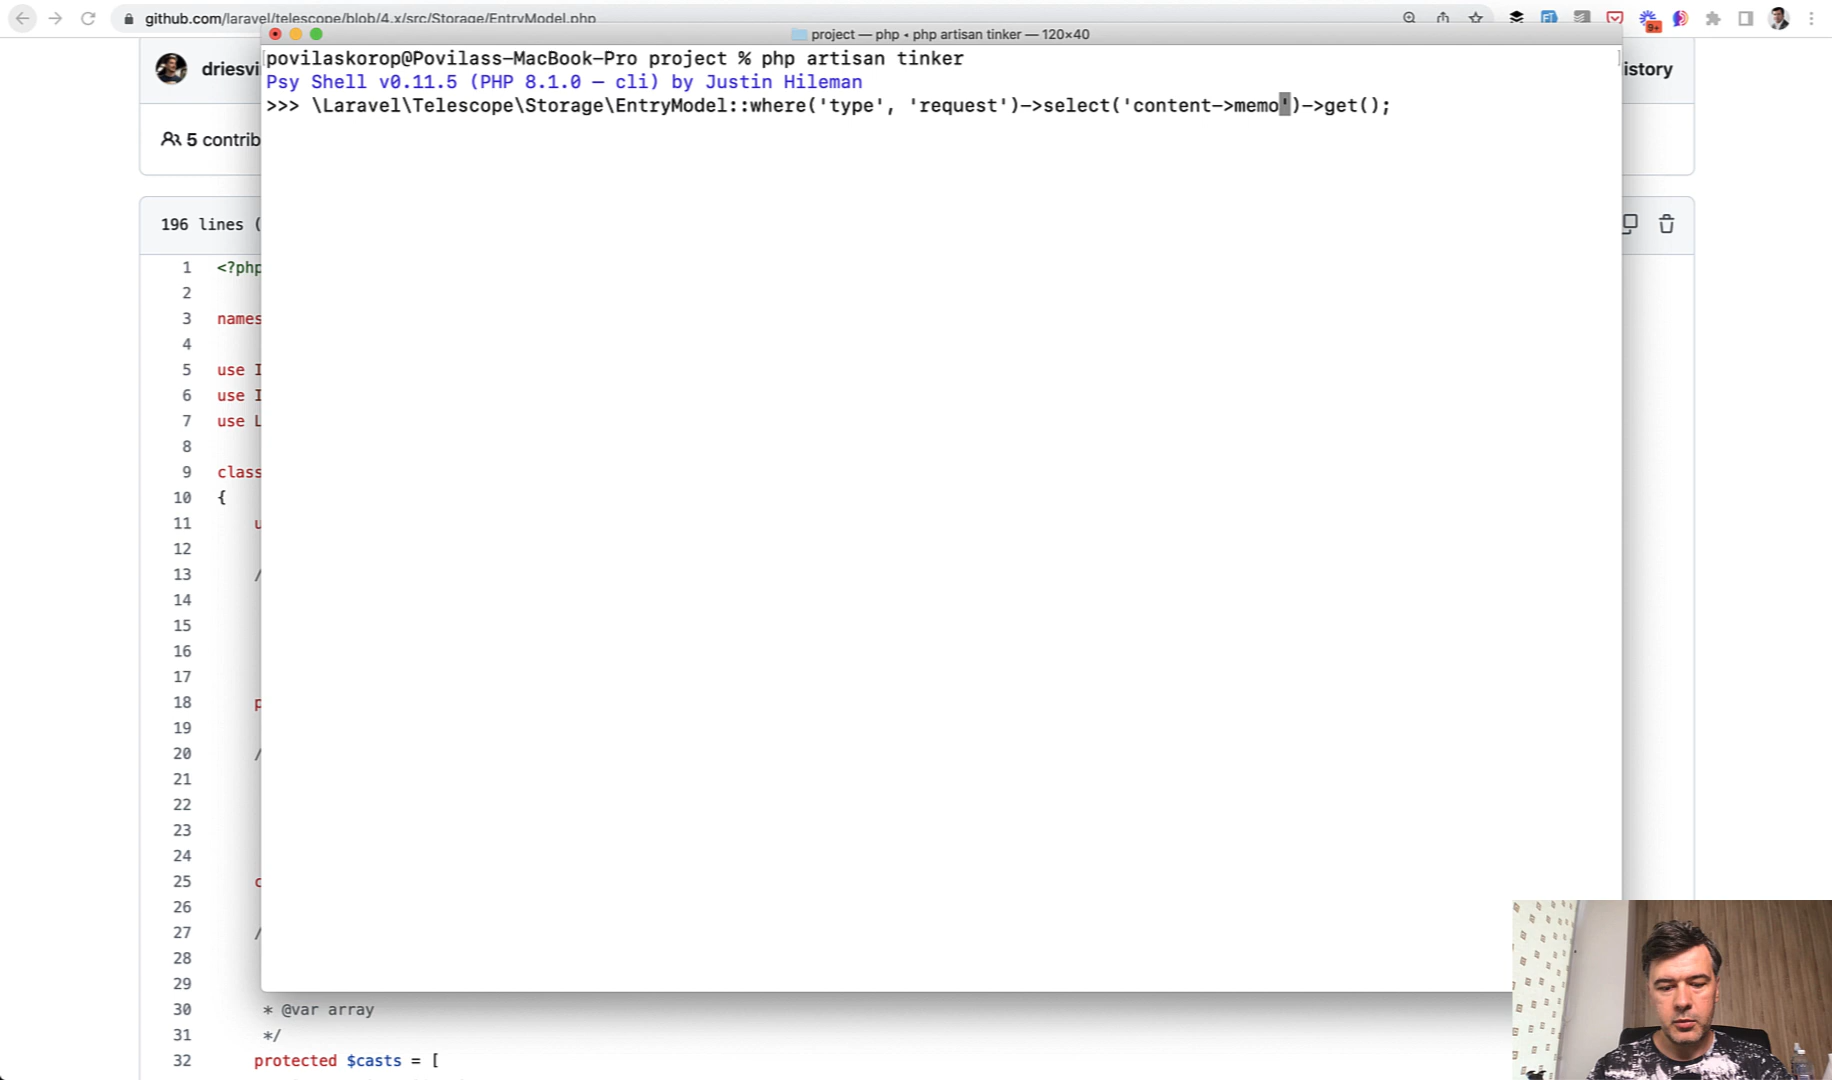 github.com/laravel/telescope/blob/4.x/src/Storage/EntryModel.php
9+
project — php • php artisan tinker — 120×40
povilaskorop@Povilass-MacBook-Pro project % php artisan tinker
Psy Shell v0.11.5 (PHP 8.1.0 — cli) by Justin Hileman
>>> \Laravel\Telescope\Storage\EntryModel::where('type', 'request')->select('content->memo')->get();
driesvi
istory
5 contrib
196 lines (
1 <?php
2
3 names
4
5 use I
6 use I
7 use L
8
9 class
10 {
11 u
12
13 /
14
15
16
17
18 p
19
20 /
21
22
23
24
25 c
26
27 /
28
29
30 * @var array
31 */
32 protected $casts = [